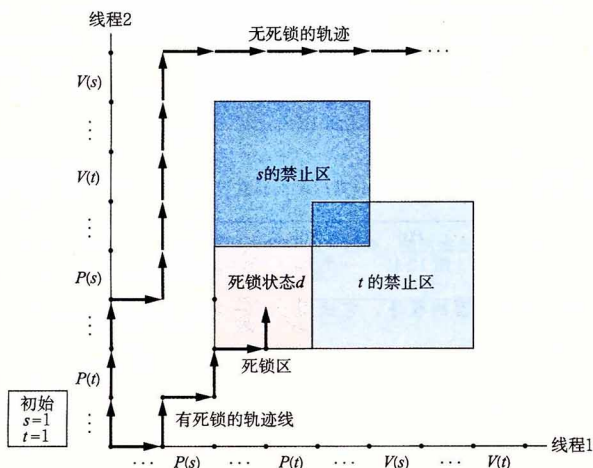 线程2
无死锁的轨迹
...
V(s)
⋮
s的禁止区
V(t)
⋮
P(s)
死锁状态d
t 的禁止区
⋮
死锁区
P(t)
初始
s=1
t=1
⋮
有死锁的轨迹线
线程1
... P(s) ... P(t) ... V(s) ... V(t)